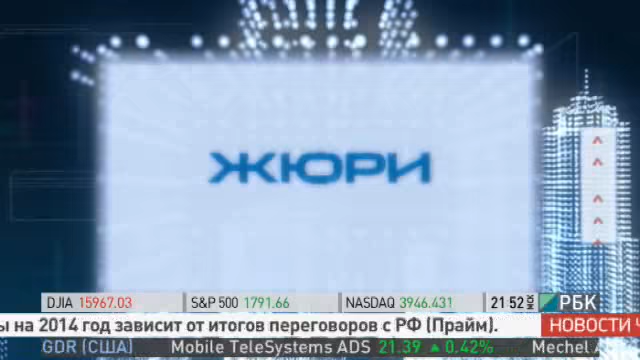 ЖЮРИ
DJIA 15967.03 S&P 500 1791.66 NASDAQ 3946.431 21 52 МСК РБК
ы на 2014 год зависит от итогов переговоров с РФ (Прайм). НОВОСТИ Ч
GDR (США) Mobile TeleSystems ADS 21.39 ▲ 0.42% Mechel A